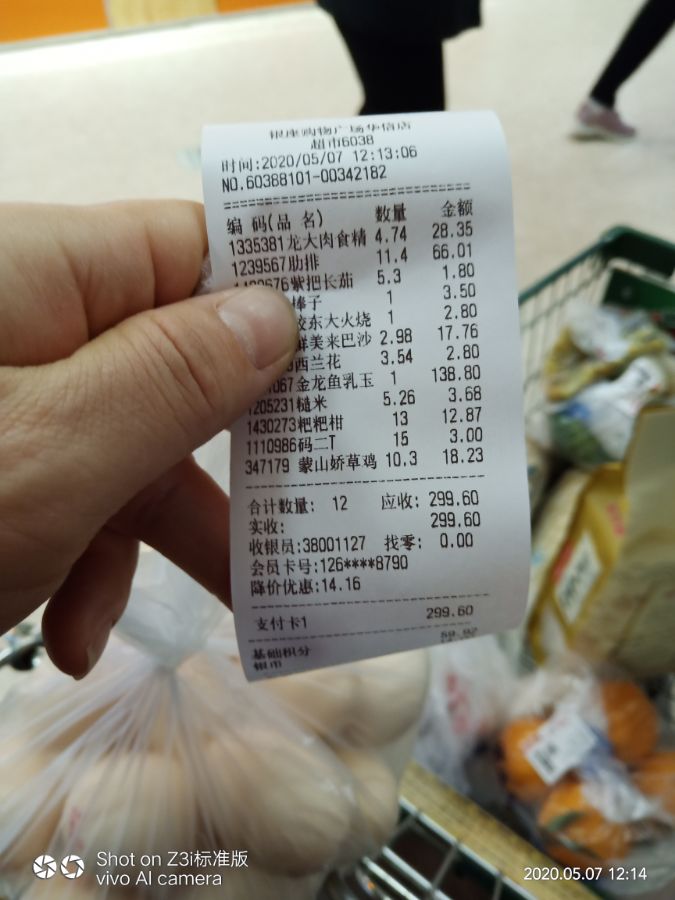 银座购物广场华信店
超市6038
时间:2020/05/07 12:13:06
NO.60388101-00342182
编 码(品 名) 数量 金额
1335381龙大肉食精 4.74 28.35
1239567肋排 11.4 66.01
紫把长茄 5.3 1.80
棒子 1 3.50
胶东大火烧 1 2.80
鲜美来巴沙 2.98 17.76
西兰花 3.54 2.80
067金龙鱼乳玉 1 138.80
1205231糙米 5.26 3.68
1430273粑粑柑 13 12.87
1110986码二T 15 3.00
347179 蒙山娇草鸡 10.3 18.23
合计数量: 12 应收: 299.60
实收: 299.60
收银员:38001127 找零: 0.00
会员卡号:126****8790
降价优惠:14.16
支付卡1 299.60
基础积分 59.92
银币
Shot on Z3i标准版
vivo AI camera
2020.05.07 12:14